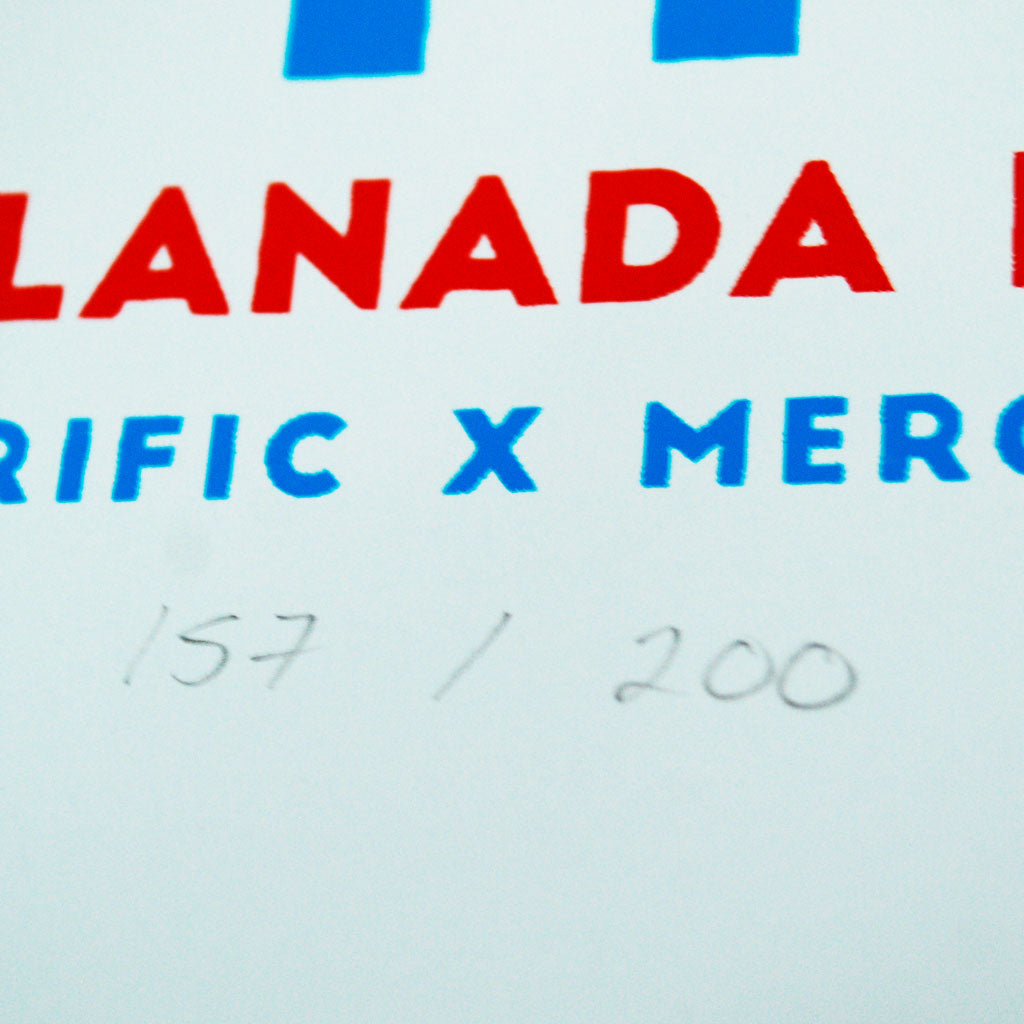 LANADA
RIFIC X MERC
157 / 200